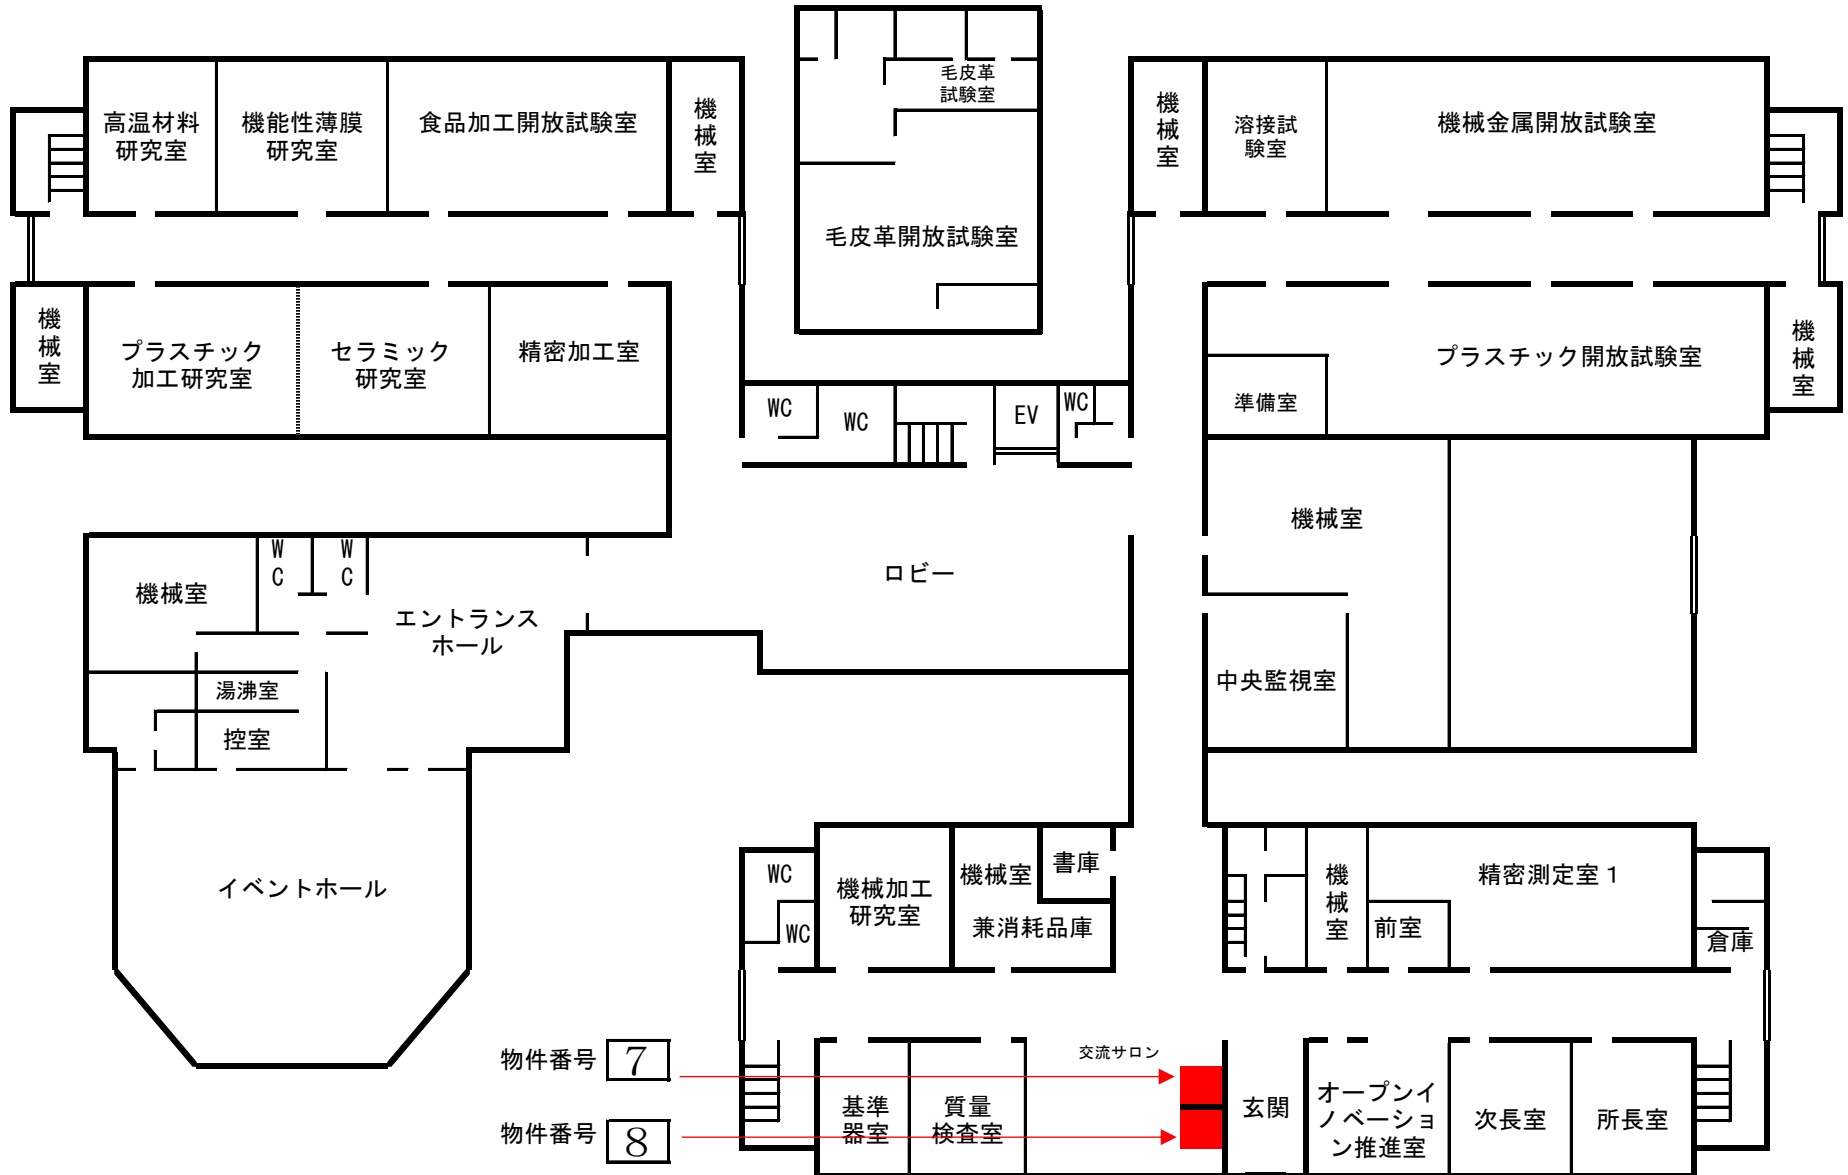 毛皮革
試験室
高温材料
研究室
機能性薄膜
研究室
食品加工開放試験室
機械室
機械室
溶接試
験室
機械金属開放試験室
毛皮革開放試験室
機械室
プラスチック
加工研究室
セラミック
研究室
精密加工室
プラスチック開放試験室
機械室
準備室
WC
WC
EV
WC
機械室
WC
WC
機械室
ロビー
エントランス
ホール
中央監視室
湯沸室
控室
イベントホール
WC
WC
機械加工
研究室
機械室
兼消耗品庫
書庫
機械室
前室
精密測定室1
倉庫
物件番号 7
交流サロン
物件番号 8
基準
器室
質量
検査室
玄関
オープンイ
ノベーショ
ン推進室
次長室
所長室